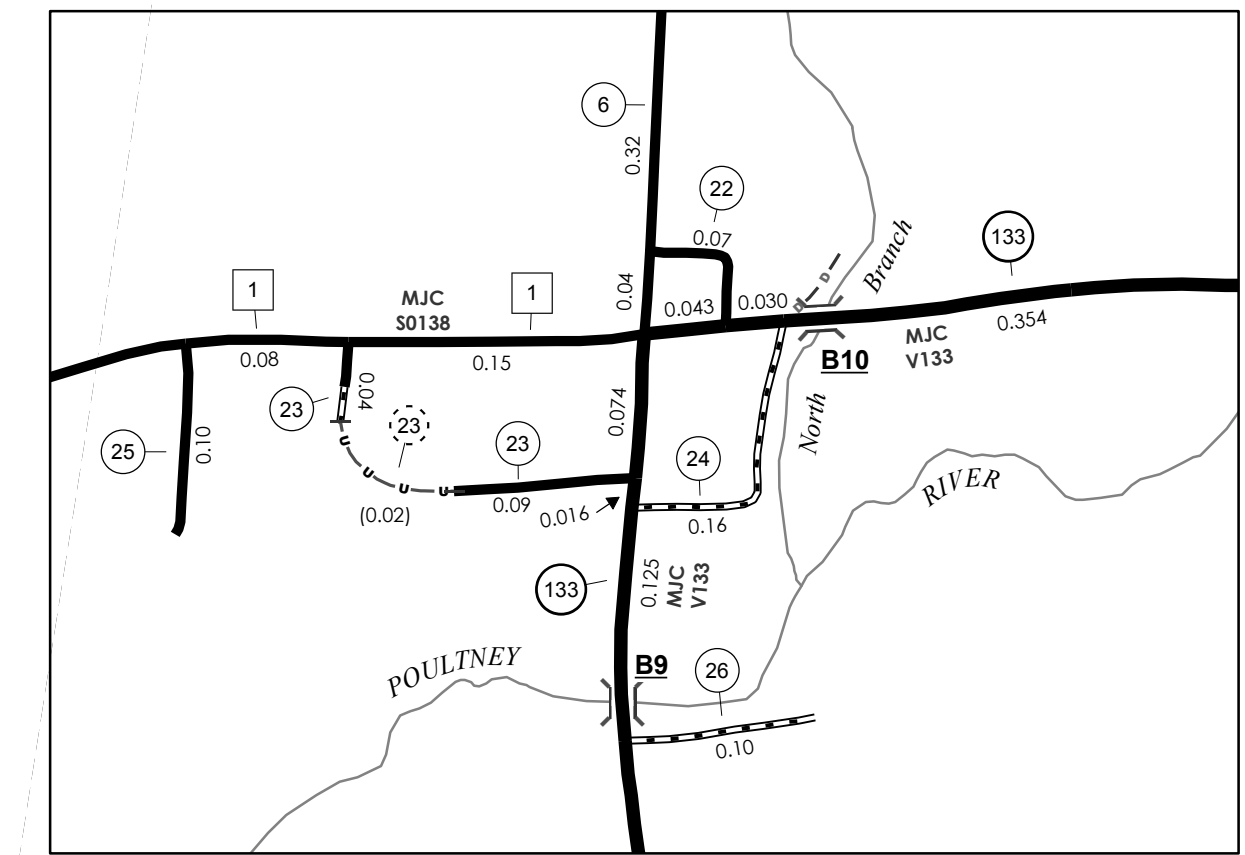 6
0.32
22
0.07
133
Branch
0.04
0.043
0.030
D
D
1
1
MJC
S0138
0.08
0.15
0.354
MJC
V133
B10
23
0.04
23
0.074
North
25
0.10
U
U
U
U
23
0.09
(0.02)
0.016
24
0.16
RIVER
133
0.125
MJC
V133
POULTNEY
B9
26
0.10